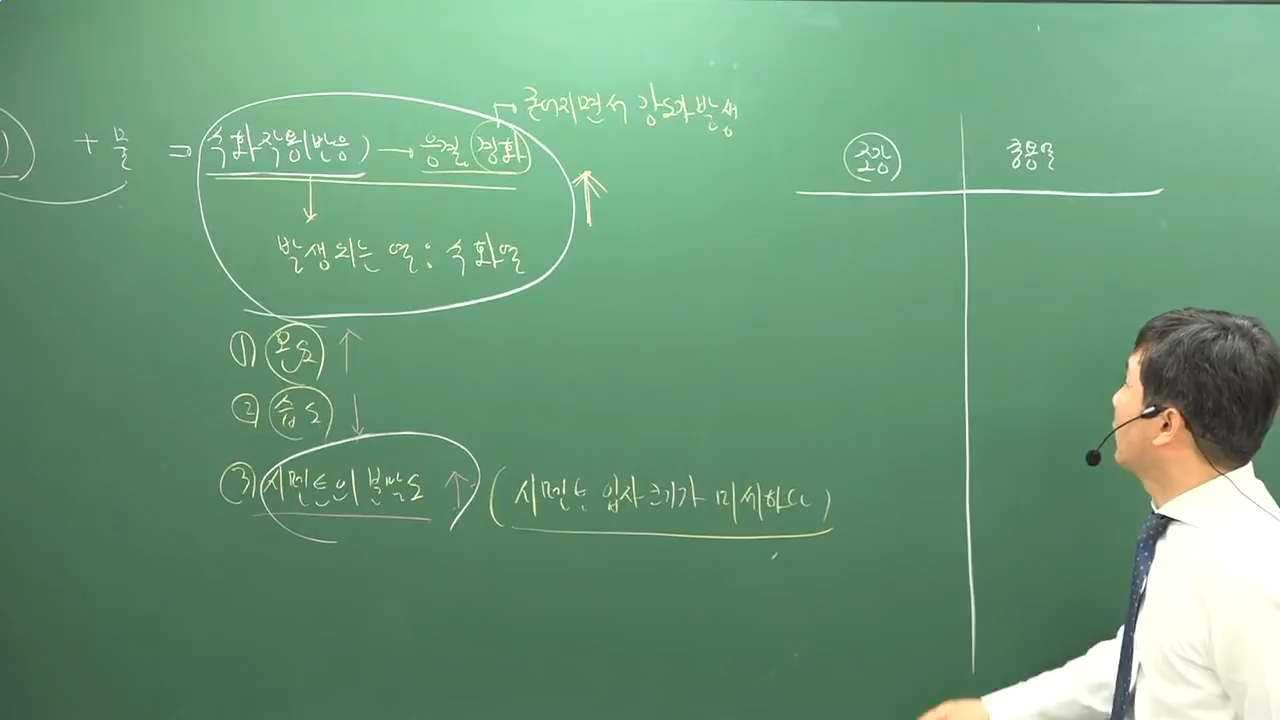 굳어지면서 강도가 발생
) + 물 ⇒ 수화작용(반응) → 응결, 경화 ↑
↓
발생되는 열: 수화열
① 온도 ↑
② 습도 ↓
③ 시멘트의 분말도 ↑ (시멘트 입자크기가 미세하다)
조강 중용열